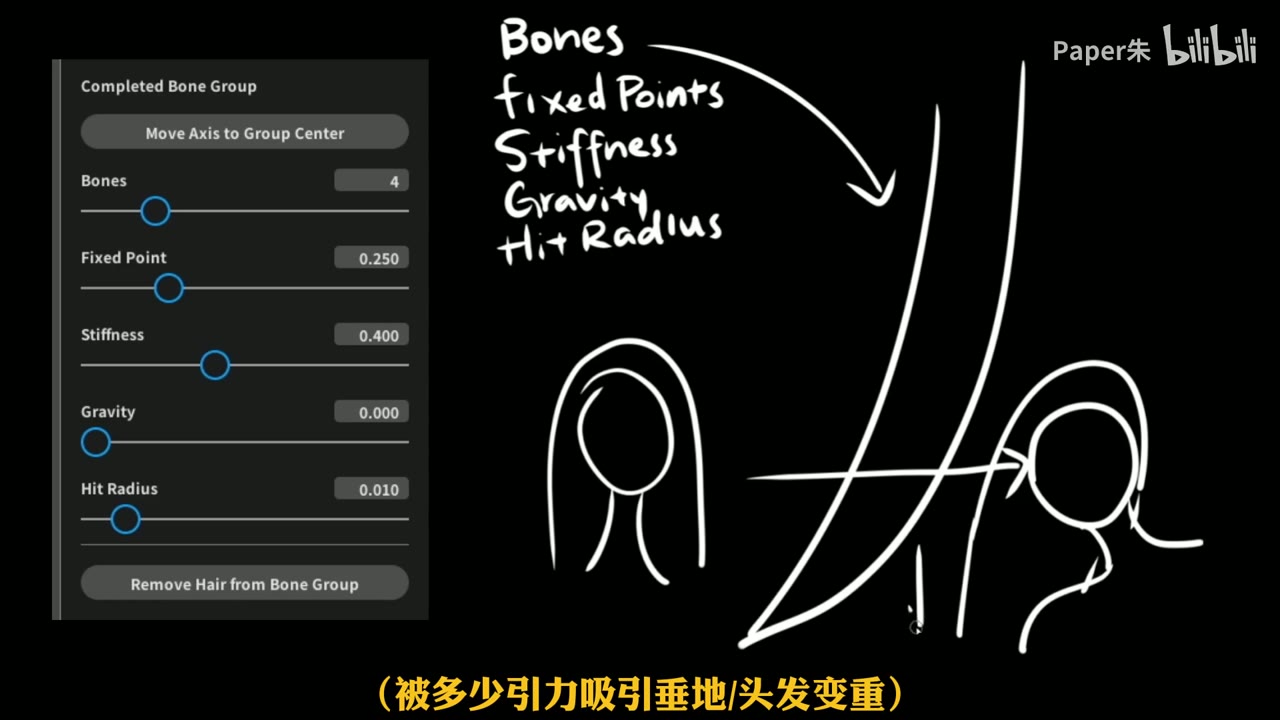 Paper朱 bilibili
Completed Bone Group
Move Axis to Group Center
Bones 4
Fixed Point 0.250
Stiffness 0.400
Gravity 0.000
Hit Radius 0.010
Remove Hair from Bone Group
Bones
fixed Points
Stiffness
Gravity
Hit Radius
（被多少引力吸引垂地/头发变重）